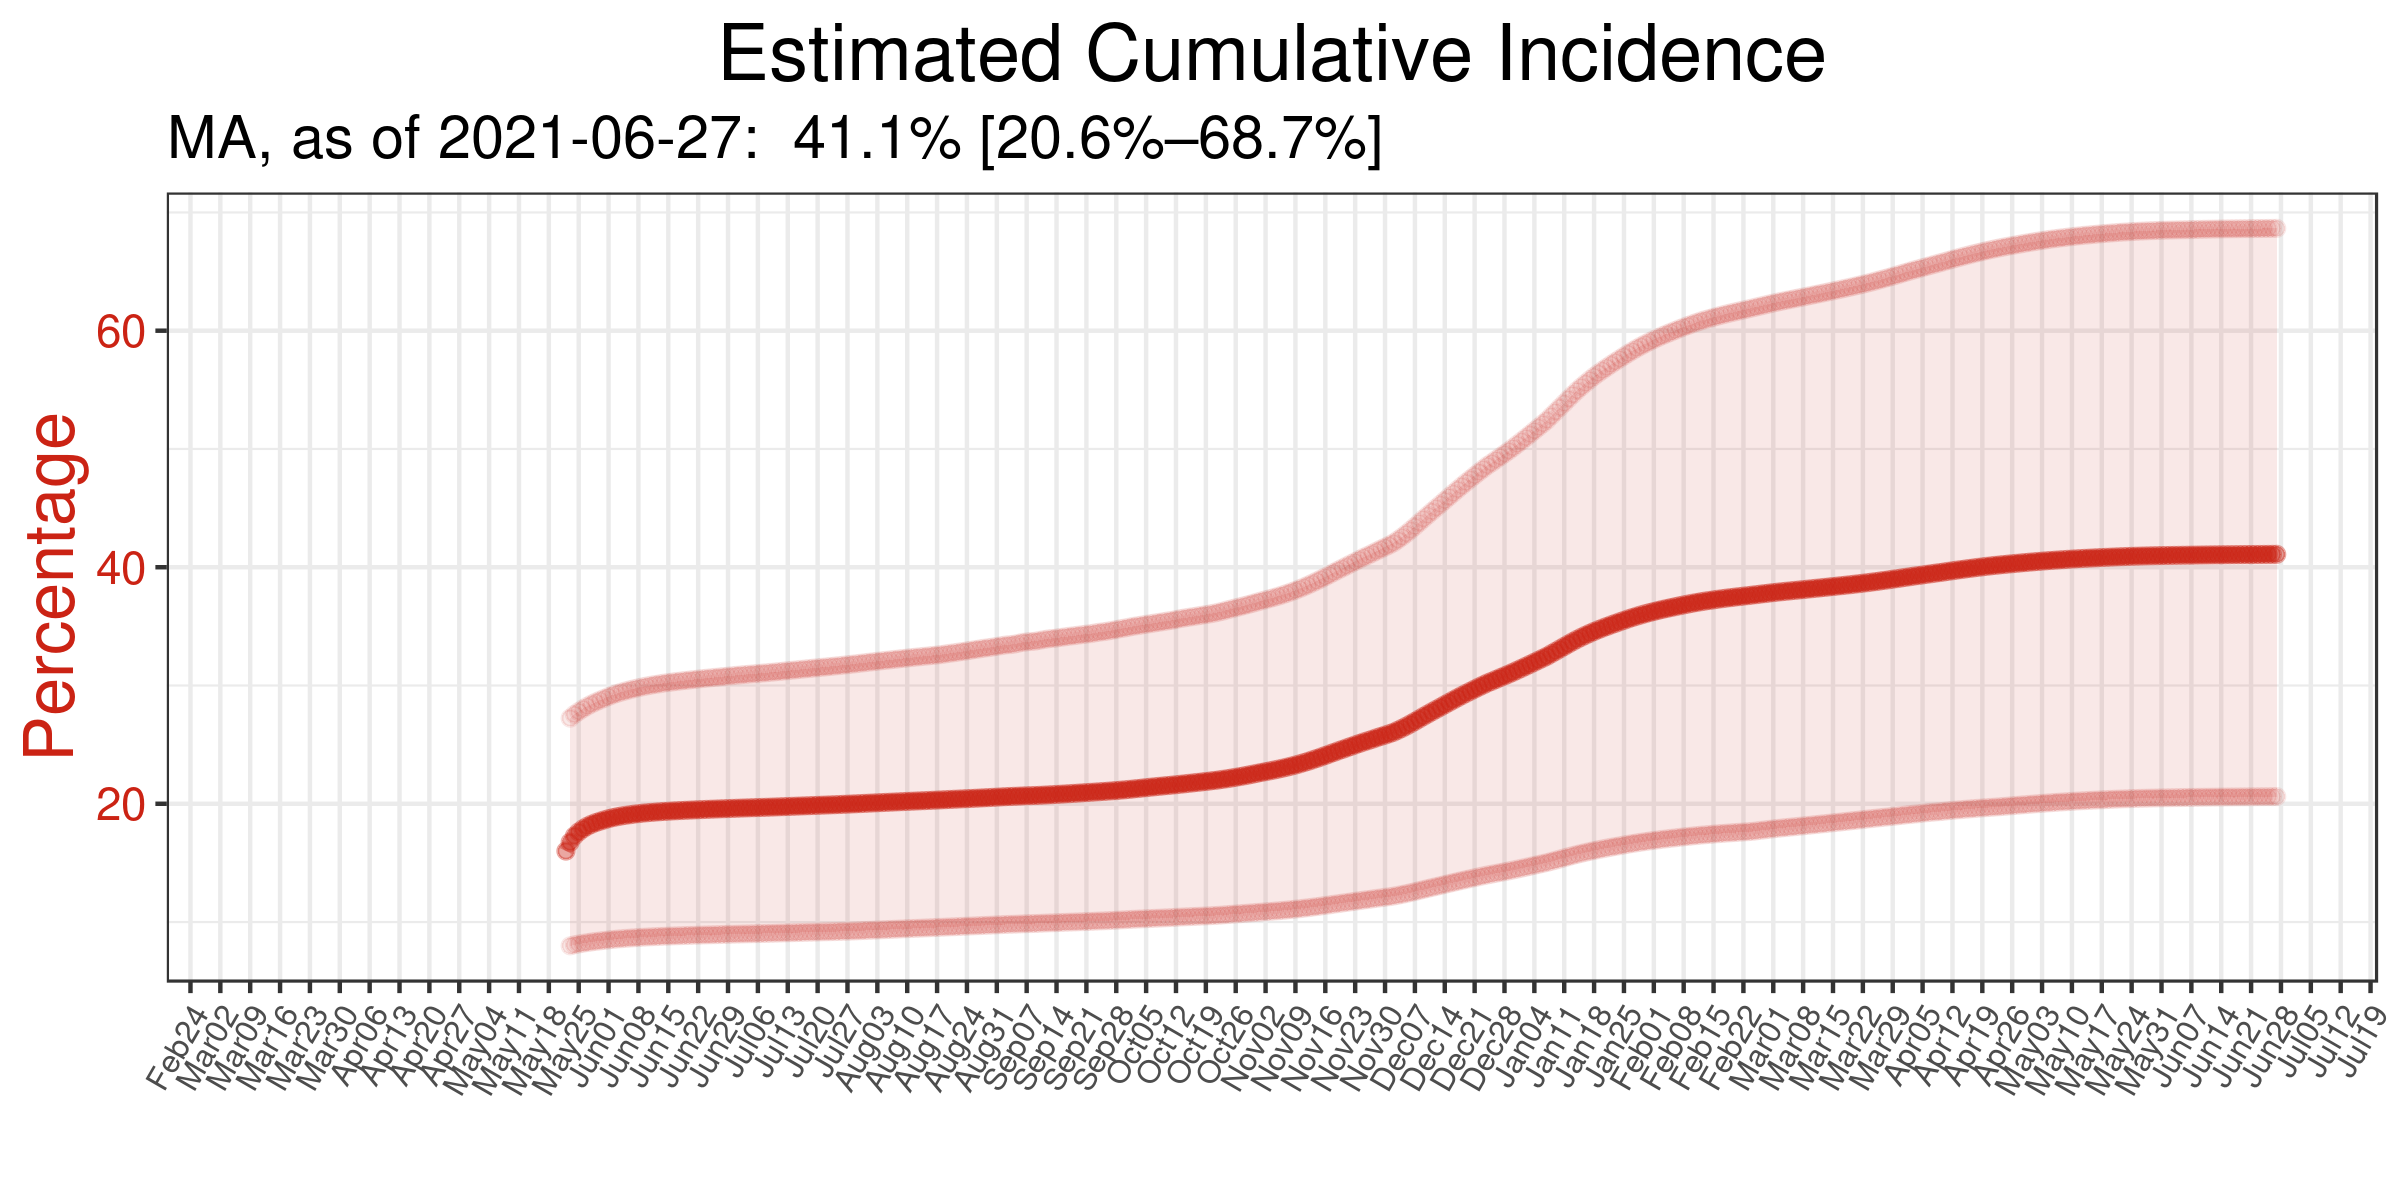 Estimated Cumulative Incidence
MA, as of 2021-06-27:  41.1% [20.6%–68.7%]
Percentage
60
40
20
Feb24
Mar02
Mar09
Mar16
Mar23
Mar30
Apr06
Apr13
Apr20
Apr27
May04
May11
May18
May25
Jun01
Jun08
Jun15
Jun22
Jun29
Jul06
Jul13
Jul20
Jul27
Aug03
Aug10
Aug17
Aug24
Aug31
Sep07
Sep14
Sep21
Sep28
Oct05
Oct12
Oct19
Oct26
Nov02
Nov09
Nov16
Nov23
Nov30
Dec07
Dec14
Dec21
Dec28
Jan04
Jan11
Jan18
Jan25
Feb01
Feb08
Feb15
Feb22
Mar01
Mar08
Mar15
Mar22
Mar29
Apr05
Apr12
Apr19
Apr26
May03
May10
May17
May24
May31
Jun07
Jun14
Jun21
Jun28
Jul05
Jul12
Jul19